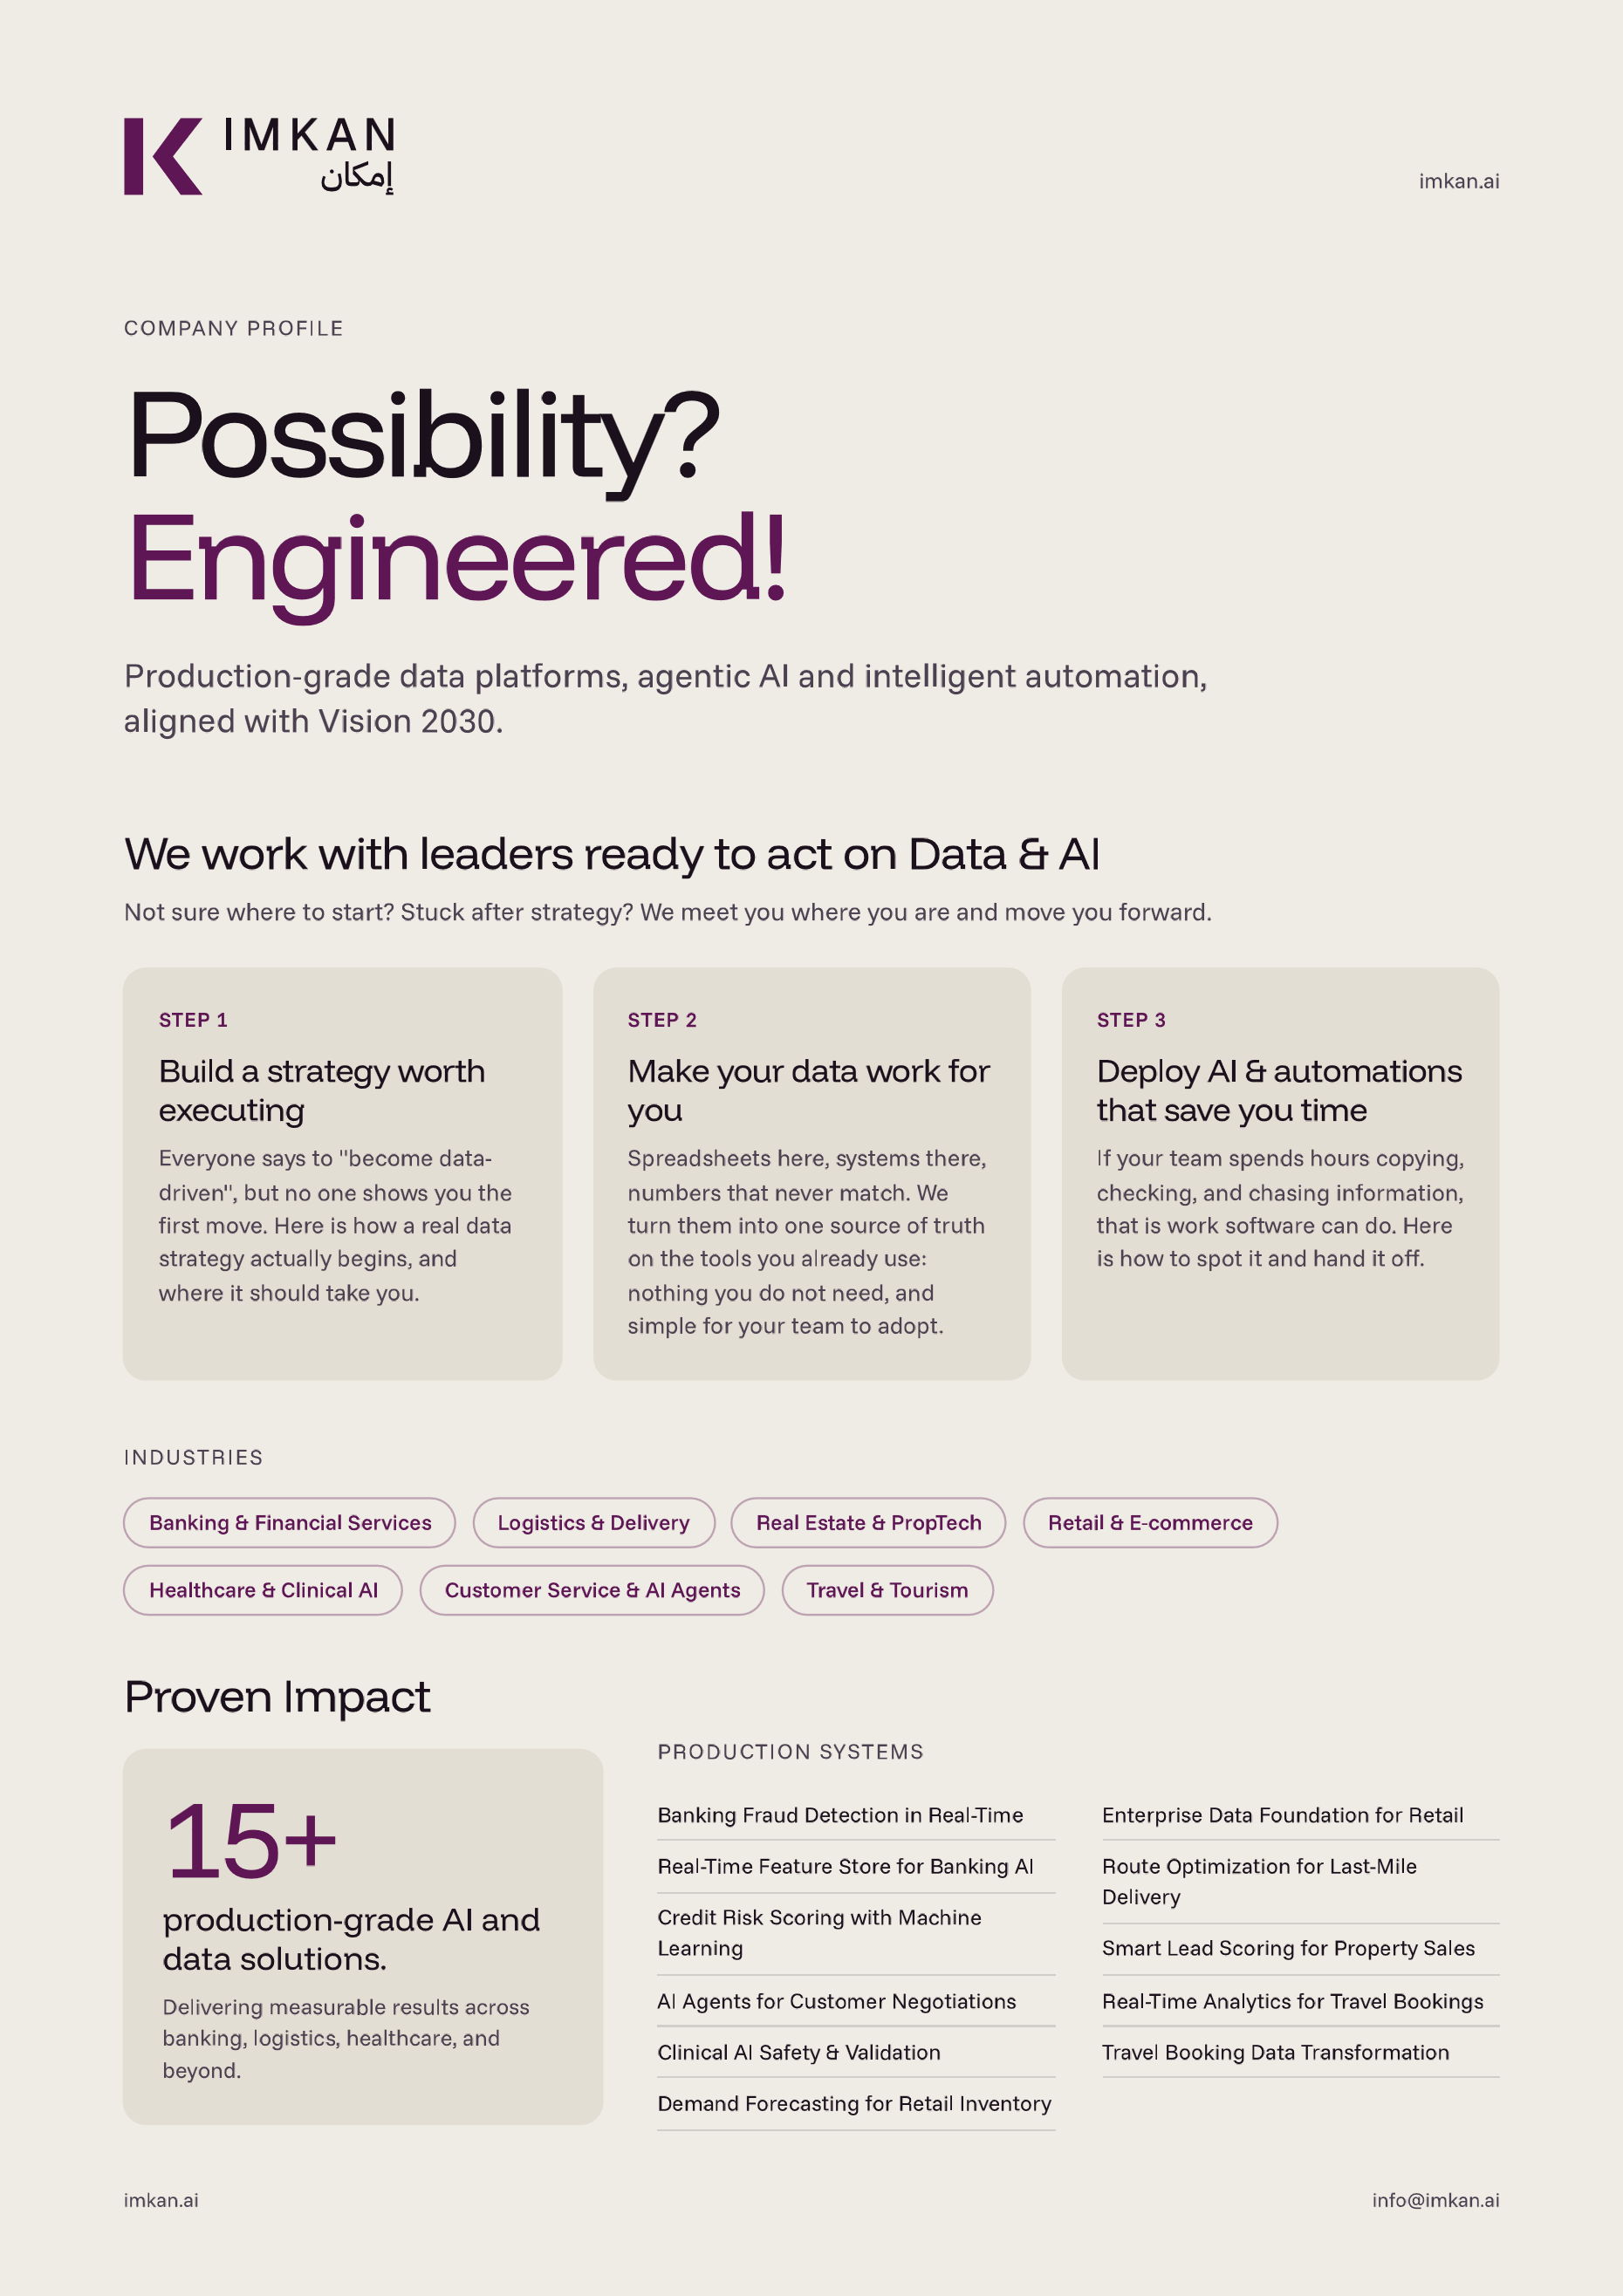 IMKAN
إمكان
imkan.ai
COMPANY PROFILE
Possibility?
Engineered!
Production-grade data platforms, agentic AI and intelligent automation,
aligned with Vision 2030.
We work with leaders ready to act on Data & AI
Not sure where to start? Stuck after strategy? We meet you where you are and move you forward.
STEP 1
Build a strategy worth
executing
Everyone says to "become data-
driven", but no one shows you the
first move. Here is how a real data
strategy actually begins, and
where it should take you.
STEP 2
Make your data work for
you
Spreadsheets here, systems there,
numbers that never match. We
turn them into one source of truth
on the tools you already use:
nothing you do not need, and
simple for your team to adopt.
STEP 3
Deploy AI & automations
that save you time
If your team spends hours copying,
checking, and chasing information,
that is work software can do. Here
is how to spot it and hand it off.
INDUSTRIES
Banking & Financial Services
Logistics & Delivery
Real Estate & PropTech
Retail & E-commerce
Healthcare & Clinical AI
Customer Service & AI Agents
Travel & Tourism
Proven Impact
15+
production-grade AI and
data solutions.
Delivering measurable results across
banking, logistics, healthcare, and
beyond.
PRODUCTION SYSTEMS
Banking Fraud Detection in Real-Time
Real-Time Feature Store for Banking AI
Credit Risk Scoring with Machine
Learning
AI Agents for Customer Negotiations
Clinical AI Safety & Validation
Demand Forecasting for Retail Inventory
Enterprise Data Foundation for Retail
Route Optimization for Last-Mile
Delivery
Smart Lead Scoring for Property Sales
Real-Time Analytics for Travel Bookings
Travel Booking Data Transformation
imkan.ai
info@imkan.ai